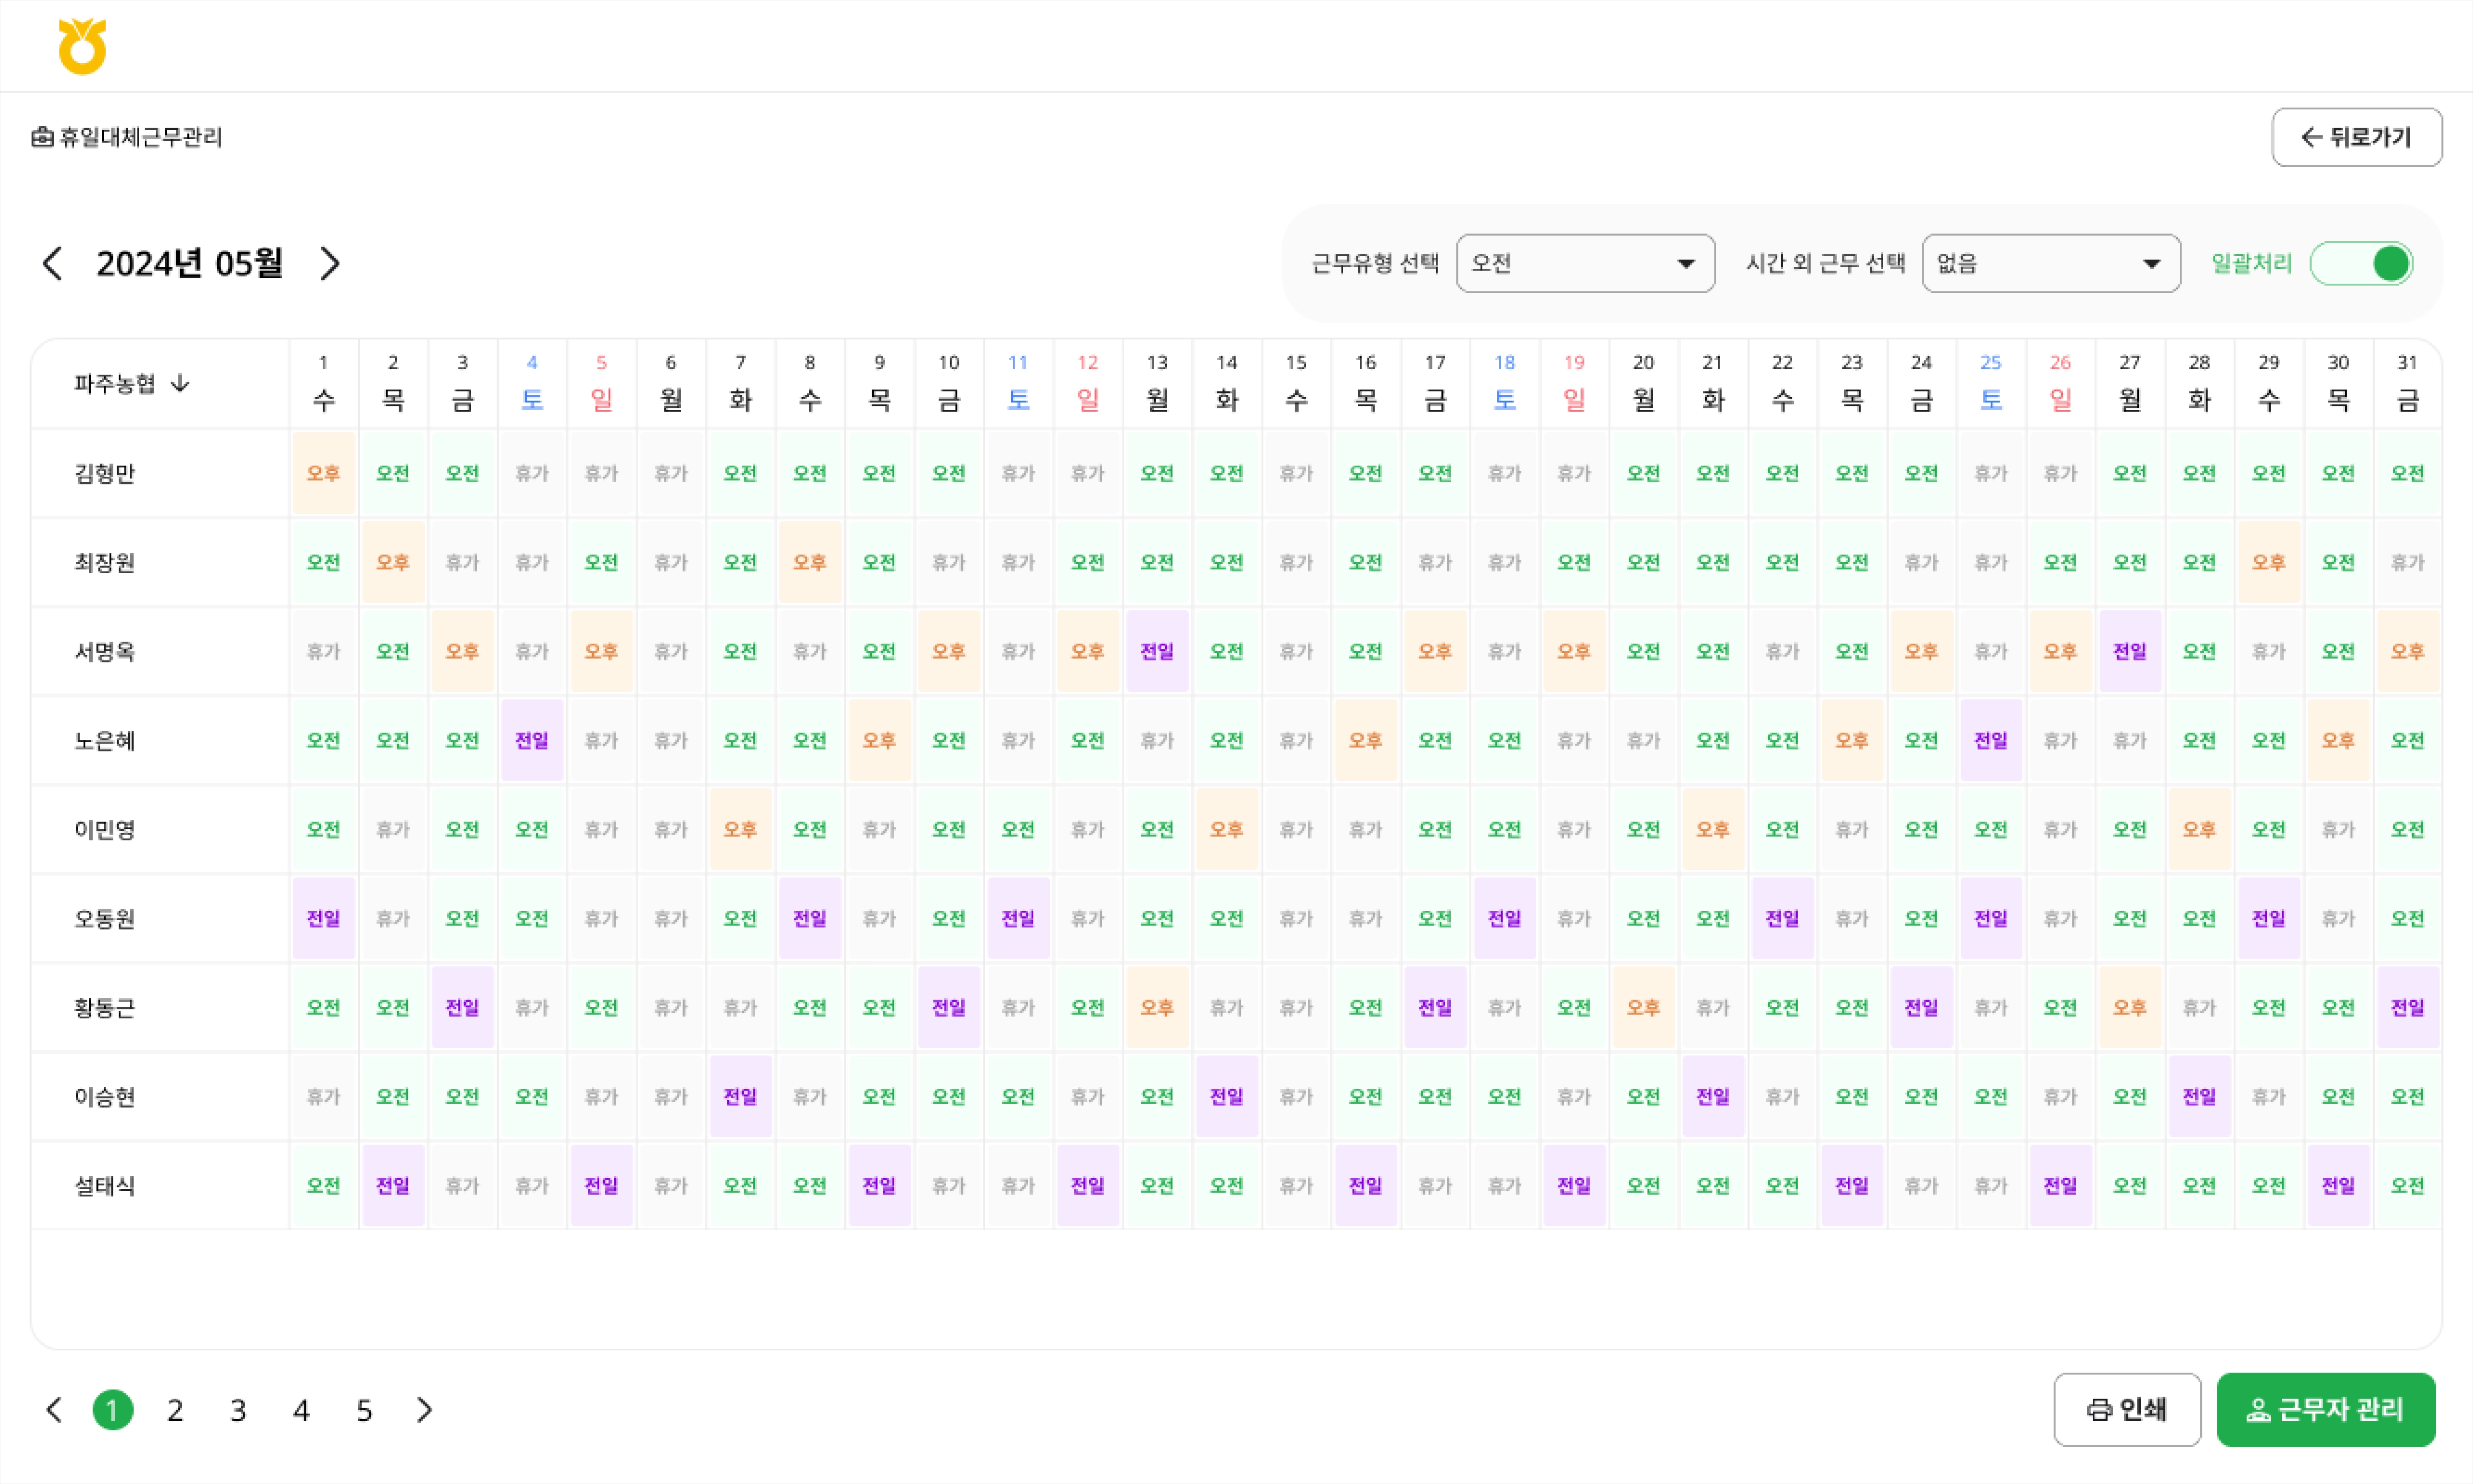 휴일대체근무관리
뒤로가기
2024년 05월
근무유형 선택 오전 시간 외 근무 선택 없음 일괄처리
파주농협
1 2 3 4 5 6 7 8 9 10 11 12 13 14 15 16 17 18 19 20 21 22 23 24 25 26 27 28 29 30 31
수 목 금 토 일 월 화 수 목 금 토 일 월 화 수 목 금 토 일 월 화 수 목 금 토 일 월 화 수 목 금
김형만 오후 오전 오전 휴가 휴가 휴가 오전 오전 오전 오전 휴가 휴가 오전 오전 휴가 오전 오전 휴가 휴가 오전 오전 오전 오전 오전 휴가 휴가 오전 오전 오전 오전 오전
최장원 오전 오후 휴가 휴가 오전 휴가 오전 오후 오전 휴가 휴가 오전 오전 오전 휴가 오전 휴가 휴가 오전 오전 오전 오전 오전 휴가 휴가 오전 오전 오전 오후 오전 휴가
서명옥 휴가 오전 오후 휴가 오후 휴가 오전 휴가 오전 오후 휴가 오후 전일 오전 휴가 오전 오후 휴가 오후 오전 오전 휴가 오전 오후 휴가 오후 전일 오전 휴가 오전 오후
노은혜 오전 오전 오전 전일 휴가 휴가 오전 오전 오후 오전 휴가 오전 휴가 오전 휴가 오후 오전 오전 휴가 휴가 오전 오전 오후 오전 전일 휴가 휴가 오전 오전 오후 오전
이민영 오전 휴가 오전 오전 휴가 휴가 오후 오전 휴가 오전 오전 휴가 오전 오후 휴가 휴가 오전 오전 휴가 오전 오후 오전 휴가 오전 오전 휴가 오전 오후 오전 휴가 오전
오동원 전일 휴가 오전 오전 휴가 휴가 오전 전일 휴가 오전 전일 휴가 오전 오전 휴가 휴가 오전 전일 휴가 오전 오전 전일 휴가 오전 전일 휴가 오전 오전 전일 휴가 오전
황동근 오전 오전 전일 휴가 오전 휴가 휴가 오전 오전 전일 휴가 오전 오후 휴가 휴가 오전 전일 휴가 오전 오후 휴가 오전 오전 전일 휴가 오전 오후 휴가 오전 오전 전일
이승현 휴가 오전 오전 오전 휴가 휴가 전일 휴가 오전 오전 오전 휴가 오전 전일 휴가 오전 오전 오전 휴가 오전 전일 휴가 오전 오전 오전 휴가 오전 전일 휴가 오전 오전
설태식 오전 전일 휴가 휴가 전일 휴가 오전 오전 전일 휴가 휴가 전일 오전 오전 휴가 전일 휴가 휴가 전일 오전 오전 오전 전일 휴가 휴가 전일 오전 오전 오전 전일 오전
1 2 3 4 5
인쇄 근무자 관리